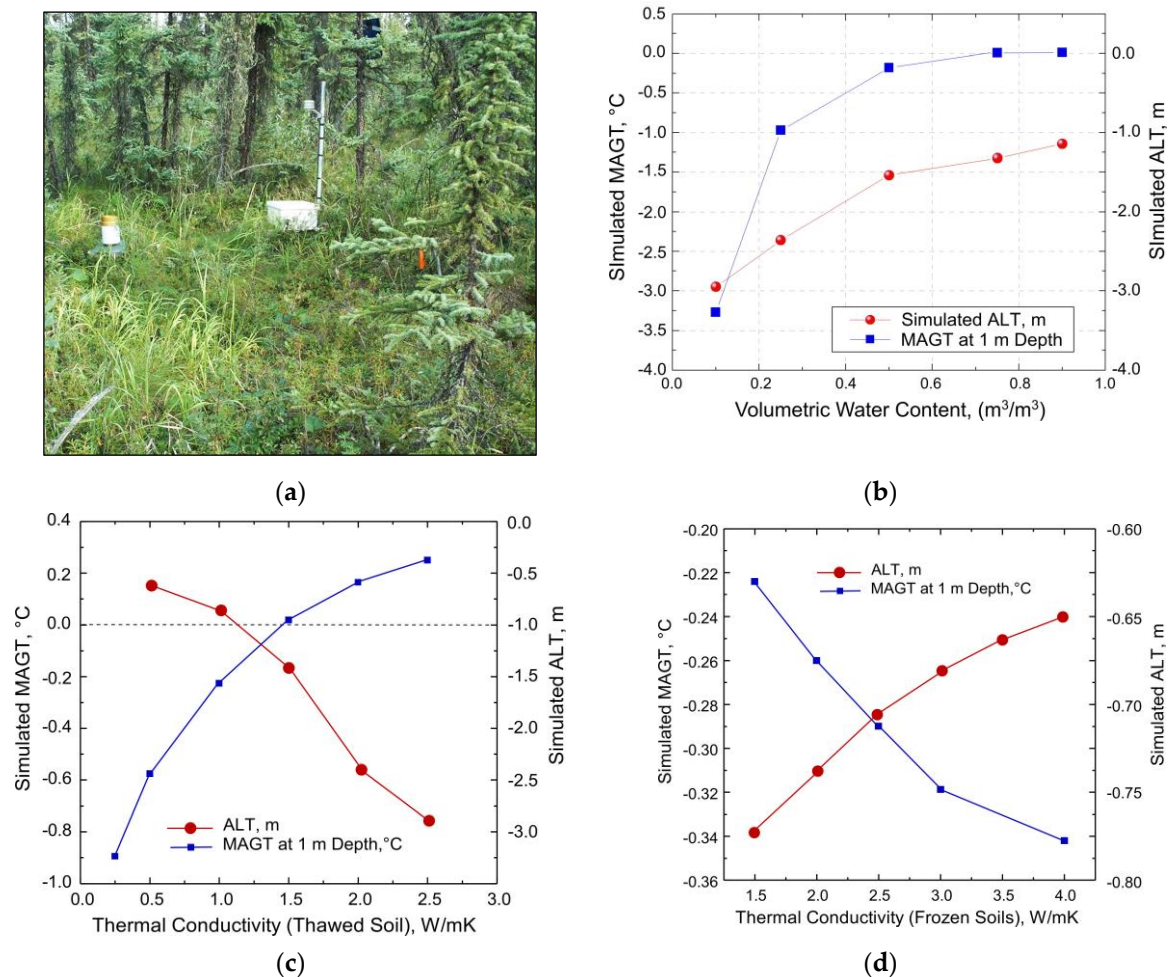 0.5
0.0
-0.5
-1.0
-1.5
-2.0
-2.5
-3.0
-3.5
-4.0
SImulated MAGT, °C
0.0
-1.0
-2.0
-3.0
-4.0
Simulated ALT, m
Simulated ALT, m
MAGT at 1 m Depth
0.0 0.2 0.4 0.6 0.8 1.0
Volumetric Water Content, (m³/m³)
(a)
(b)
0.4
0.2
0.0
-0.2
-0.4
-0.6
-0.8
-1.0
Simulated MAGT, °C
0.0
-0.5
-1.0
-1.5
-2.0
-2.5
-3.0
Simulated ALT, m
ALT, m
MAGT at 1 m Depth,°C
0.0 0.5 1.0 1.5 2.0 2.5 3.0
Thermal Conductivity (Thawed Soil), W/mK
(c)
-0.20
-0.22
-0.24
-0.26
-0.28
-0.30
-0.32
-0.34
-0.36
Simulated MAGT, °C
-0.60
-0.65
-0.70
-0.75
-0.80
Simulated ALT, m
ALT, m
MAGT at 1 m Depth,°C
1.5 2.0 2.5 3.0 3.5 4.0
Thermal Conductivity (Frozen Soils), W/mK
(d)